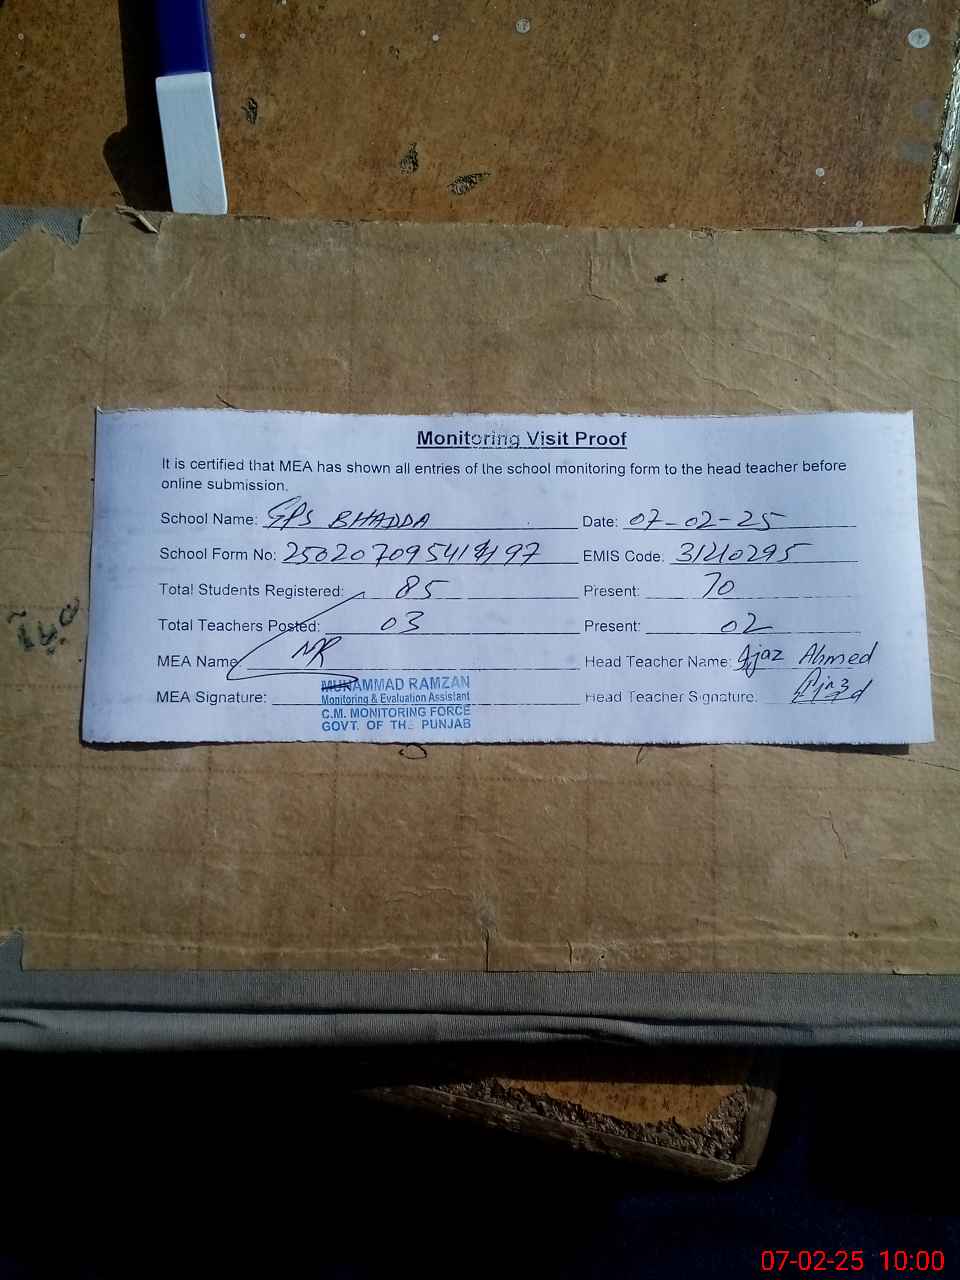 Monitoring Visit Proof
It is certified that MEA has shown all entries of the school monitoring form to the head teacher before
online submission.
School Name: GPS BHADDA Date: 07-02-25
School Form No: EMIS Code: 31210295
Total Students Registered: 85 Present: 70
Total Teachers Posted: 03 Present: 02
MEA Name: MR Head Teacher Name: Ajaz Ahmed
MEA Signature: Head Teacher Signature:
MUHAMMAD RAMZAN
Monitoring & Evaluation Assistant
C.M. MONITORING FORCE
GOVT. OF THE PUNJAB
07-02-25 10:00